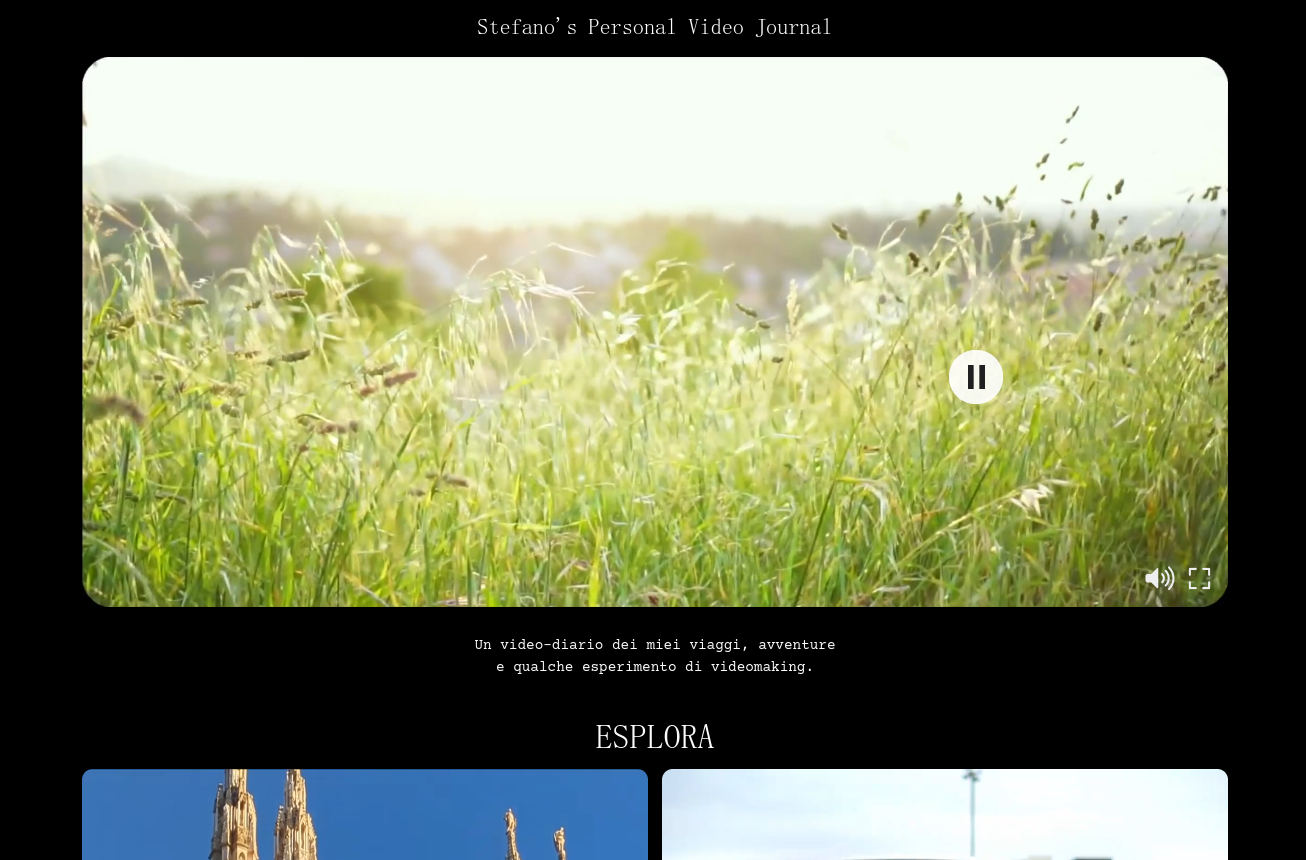 Stefano's Personal Video Journal
Un video-diario dei miei viaggi, avventure
e qualche esperimento di videomaking.
ESPLORA